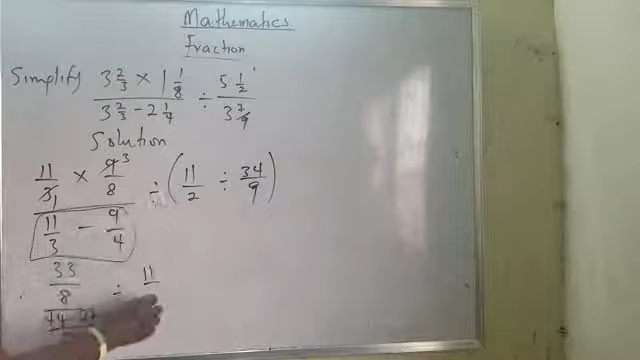 Mathematics
Fraction
Simplify (3 2/3 × 1 1/8)/(3 2/3 − 2 1/4) ÷ (5 1/2)/(3 7/9)
Solution
(11/3 × 9/8)/(11/3 − 9/4) ÷ (11/2 ÷ 34/9)
33/8 ÷ 11
44